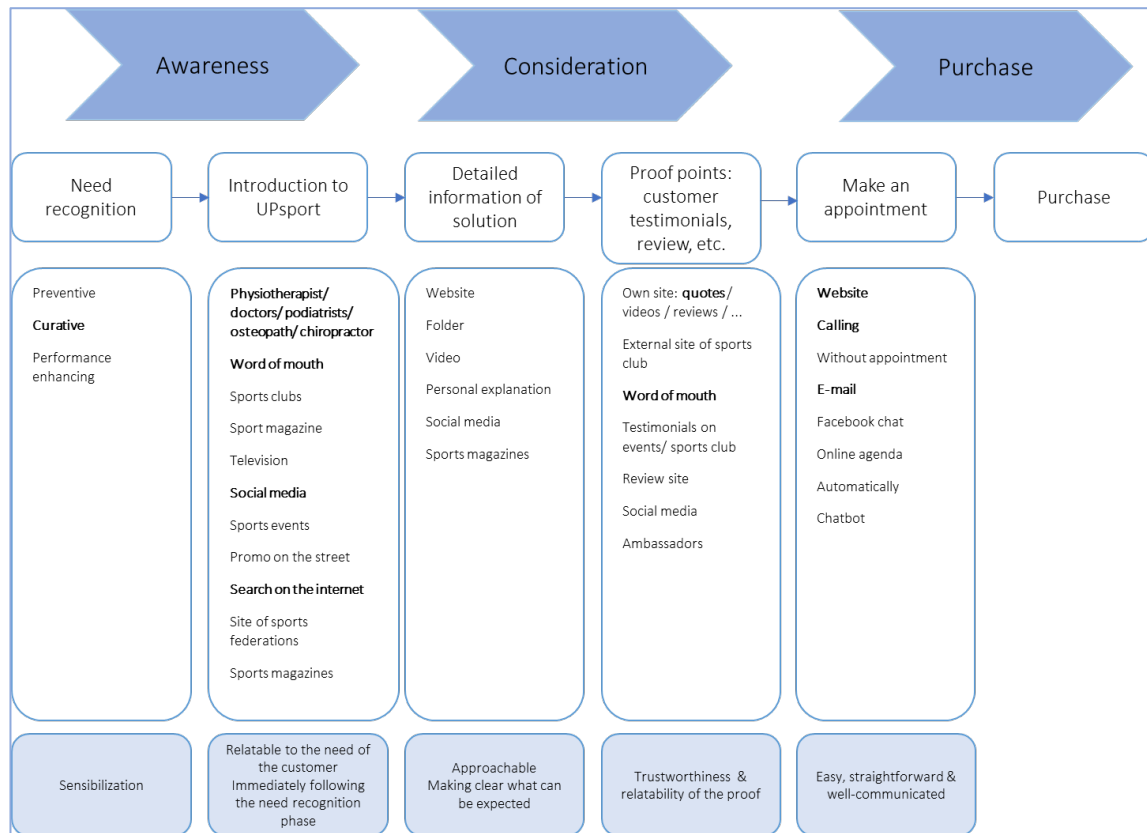 Awareness
Consideration
Purchase
Need
recognition
Introduction to
UPsport
Detailed
information of
solution
Proof points:
customer
testimonials,
review, etc.
Make an
appointment
Purchase
Preventive
Curative
Performance
enhancing
Physiotherapist/
doctors/ podiatrists/
osteopath/ chiropractor
Word of mouth
Sports clubs
Sport magazine
Television
Social media
Sports events
Promo on the street
Search on the internet
Site of sports
federations
Sports magazines
Website
Folder
Video
Personal explanation
Social media
Sports magazines
Own site: quotes/
videos / reviews / ...
External site of sports
club
Word of mouth
Testimonials on
events/ sports club
Review site
Social media
Ambassadors
Website
Calling
Without appointment
E-mail
Facebook chat
Online agenda
Automatically
Chatbot
Sensibilization
Relatable to the need of
the customer
Immediately following
the need recognition
phase
Approachable
Making clear what can
be expected
Trustworthiness &
relatability of the proof
Easy, straightforward &
well-communicated